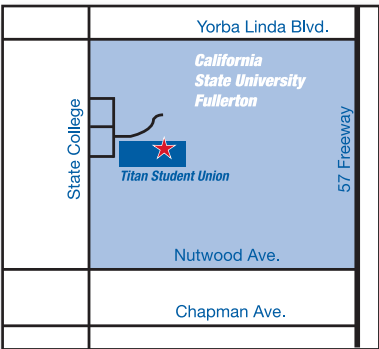 Yorba Linda Blvd.
California
State University
Fullerton
State College
57 Freeway
Titan Student Union
Nutwood Ave.
Chapman Ave.